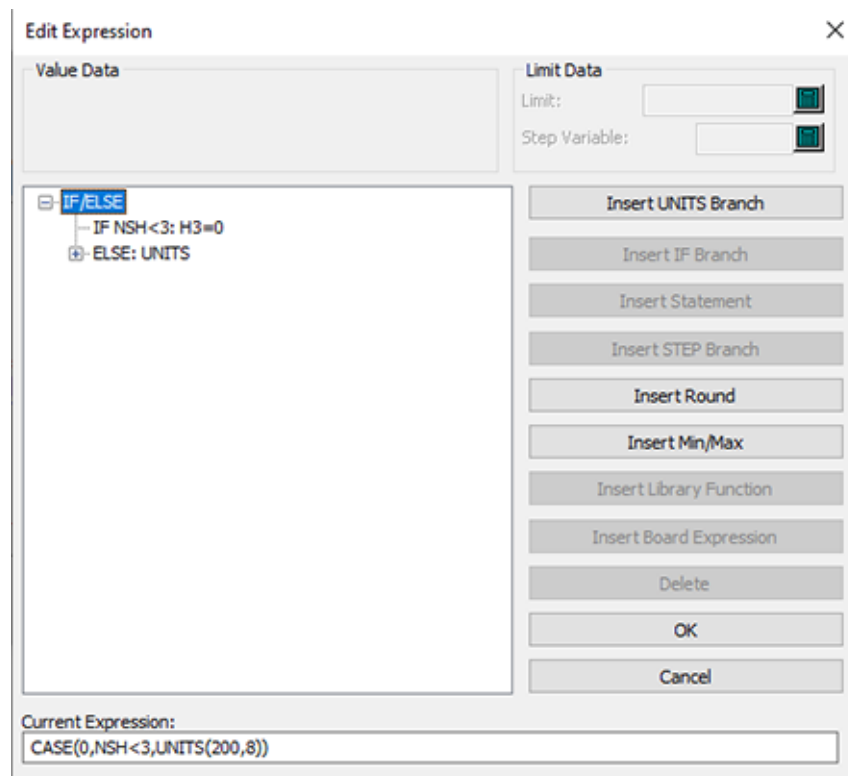 Edit Expression
Value Data
Limit Data
Limit:
Step Variable:
IF/ELSE
IF NSH<3: H3=0
ELSE: UNITS
Insert UNITS Branch
Insert IF Branch
Insert Statement
Insert STEP Branch
Insert Round
Insert Min/Max
Insert Library Function
Insert Board Expression
Delete
OK
Cancel
Current Expression:
CASE(0,NSH<3,UNITS(200,8))